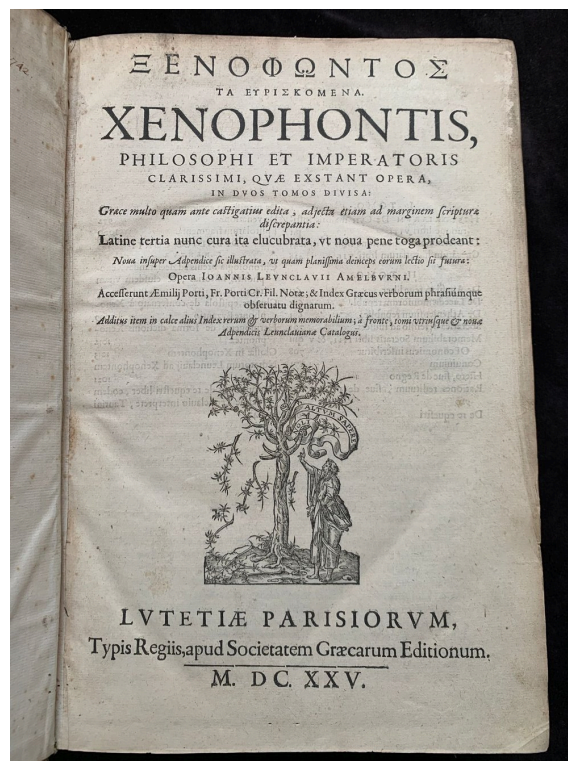 ΞΕΝΟΦΩΝΤΟΣ
ΤΑ ΕΥΡΙΣΚΟΜΕΝΑ.
XENOPHONTIS,
PHILOSOPHI ET IMPERATORIS
CLARISSIMI, QVÆ EXSTANT OPERA,
IN DVOS TOMOS DIVISA:
Græce multo quam ante castigatius edita, adjecta etiam ad marginem scripturæ
discrepantia:
Latine tertia nunc cura ita elucubrata, vt noua pene toga prodeant:
Noua insuper Adpendice sic illustrata, vt quam planissima deinceps eorum lectio sit futura:
Opera IOANNIS LEVNCLAVII AMELBVRNI.
Accesserunt Æmilij Porti, Fr. Porti Cr. Fil. Notæ; & Index Græcus verborum phrasiúmque
obseruatu dignarum.
Additus item in calce alius Index rerum & verborum memorabilium; à fronte, tomi vtriusque & nouæ
Adpendicis Leunclauianæ Catalogus.
ALTVM SAPERE
LVTETIÆ PARISIORVM,
Typis Regiis, apud Societatem Græcarum Editionum.
M. DC. XXV.